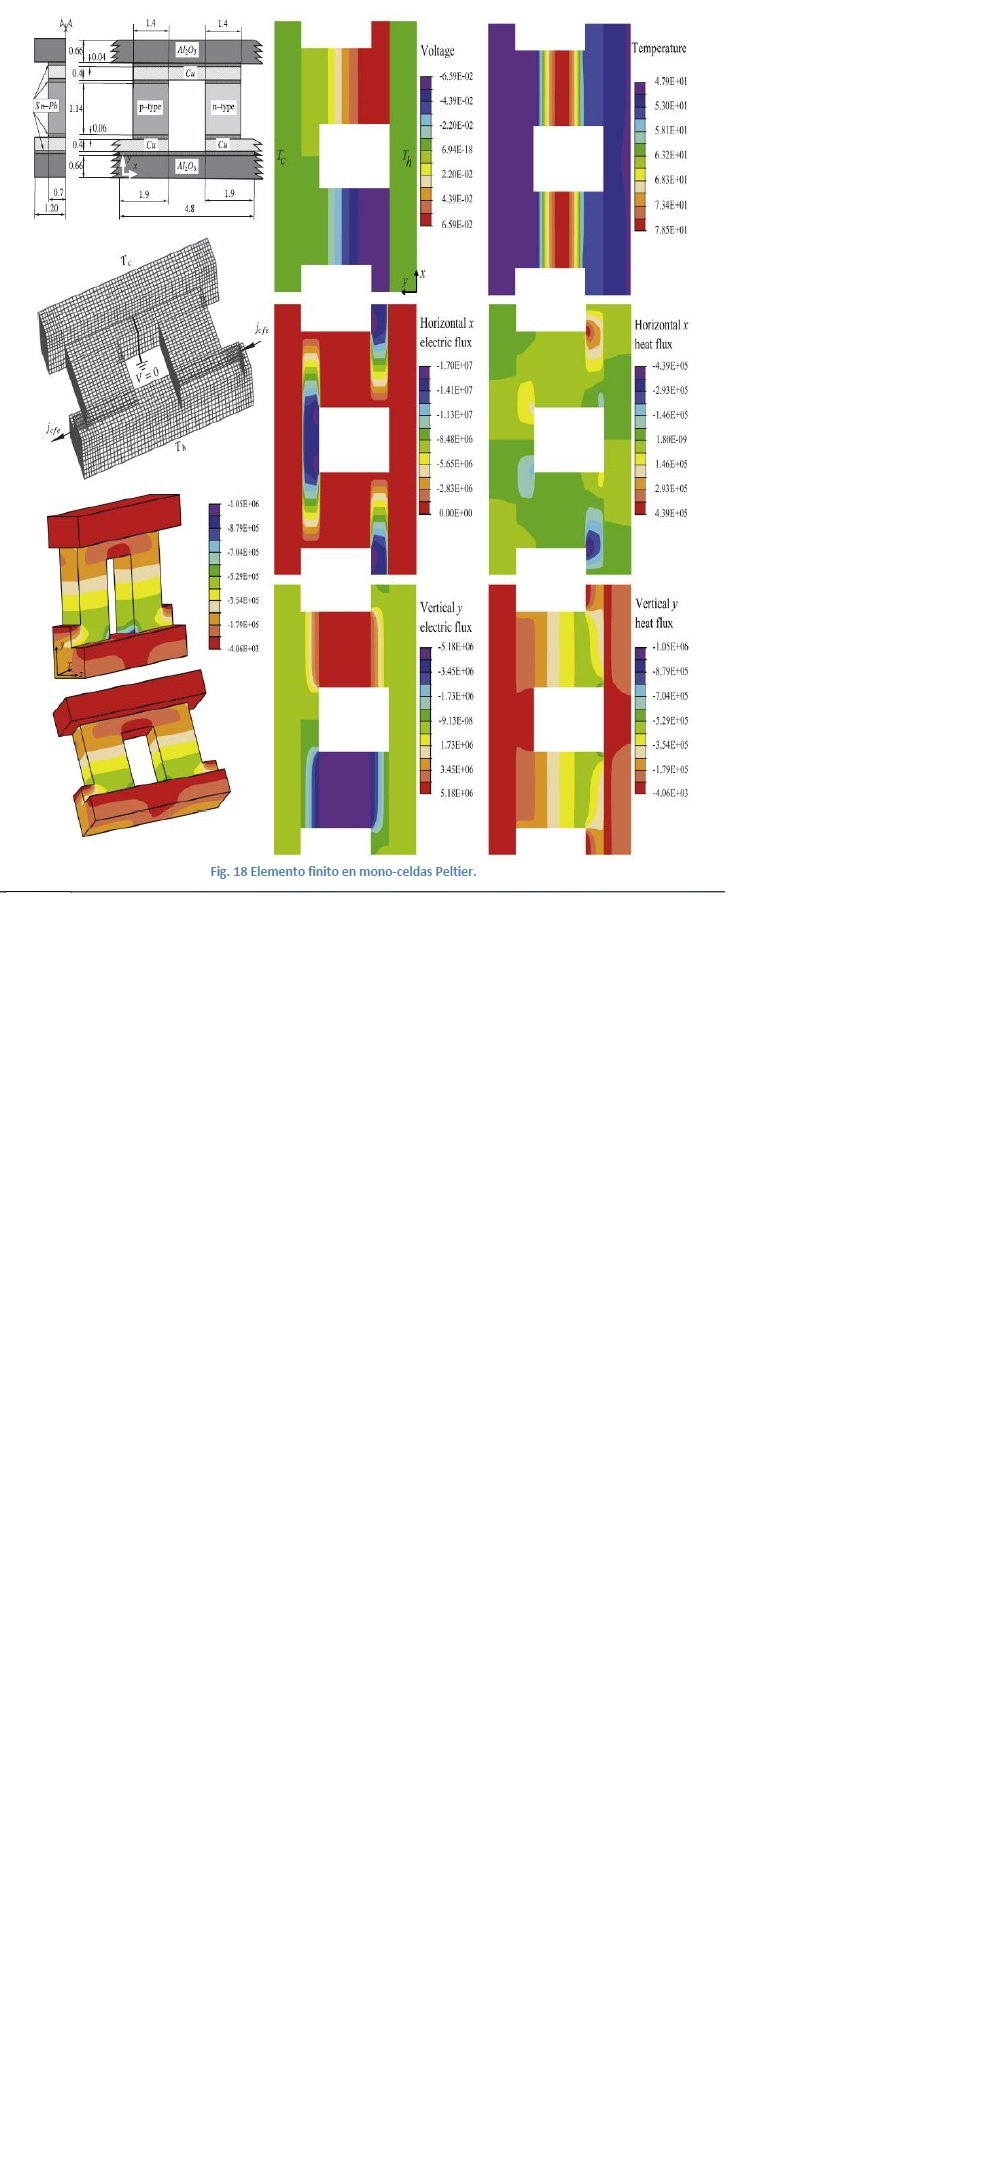 A-A
1.4
1.4
0.66
0.04
Al₂O₃
0.4
Cu
Sn-Pb
1.14
p-type
n-type
0.06
0.4
Cu
Cu
0.66
y
x
Al₂O₃
0.7
1.20
1.9
1.9
4.8
T_c
j_cfe
V = 0
j_cfe
T_h
-1.05E+06
-8.79E+05
-7.04E+05
-5.29E+05
-3.54E+05
-1.79E+05
-4.06E+03
y
x
z
T_c
T_h
x
y
Voltage
-6.59E-02
-4.39E-02
-2.20E-02
6.94E-18
2.20E-02
4.39E-02
6.59E-02
Temperature
4.79E+01
5.30E+01
5.81E+01
6.32E+01
6.83E+01
7.34E+01
7.85E+01
Horizontal x
electric flux
-1.70E+07
-1.41E+07
-1.13E+07
-8.48E+06
-5.65E+06
-2.83E+06
0.00E+00
Horizontal x
heat flux
-4.39E+05
-2.93E+05
-1.46E+05
1.80E-09
1.46E+05
2.93E+05
4.39E+05
Vertical y
electric flux
-5.18E+06
-3.45E+06
-1.73E+06
-9.13E-08
1.73E+06
3.45E+06
5.18E+06
Vertical y
heat flux
-1.05E+06
-8.79E+05
-7.04E+05
-5.29E+05
-3.54E+05
-1.79E+05
-4.06E+03
Fig. 18 Elemento finito en mono-celdas Peltier.